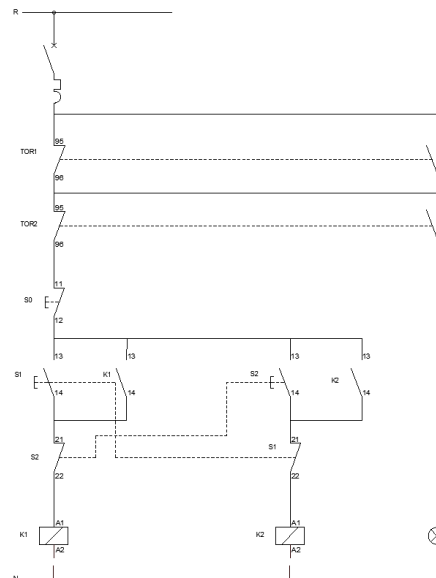 R
95
TOR1
96
95
TOR2
96
11
S0
12
13 13 13 13
S1 K1 S2 K2
14 14 14 14
21 21
S2 S1
22 22
A1 A1
K1 K2
A2 A2